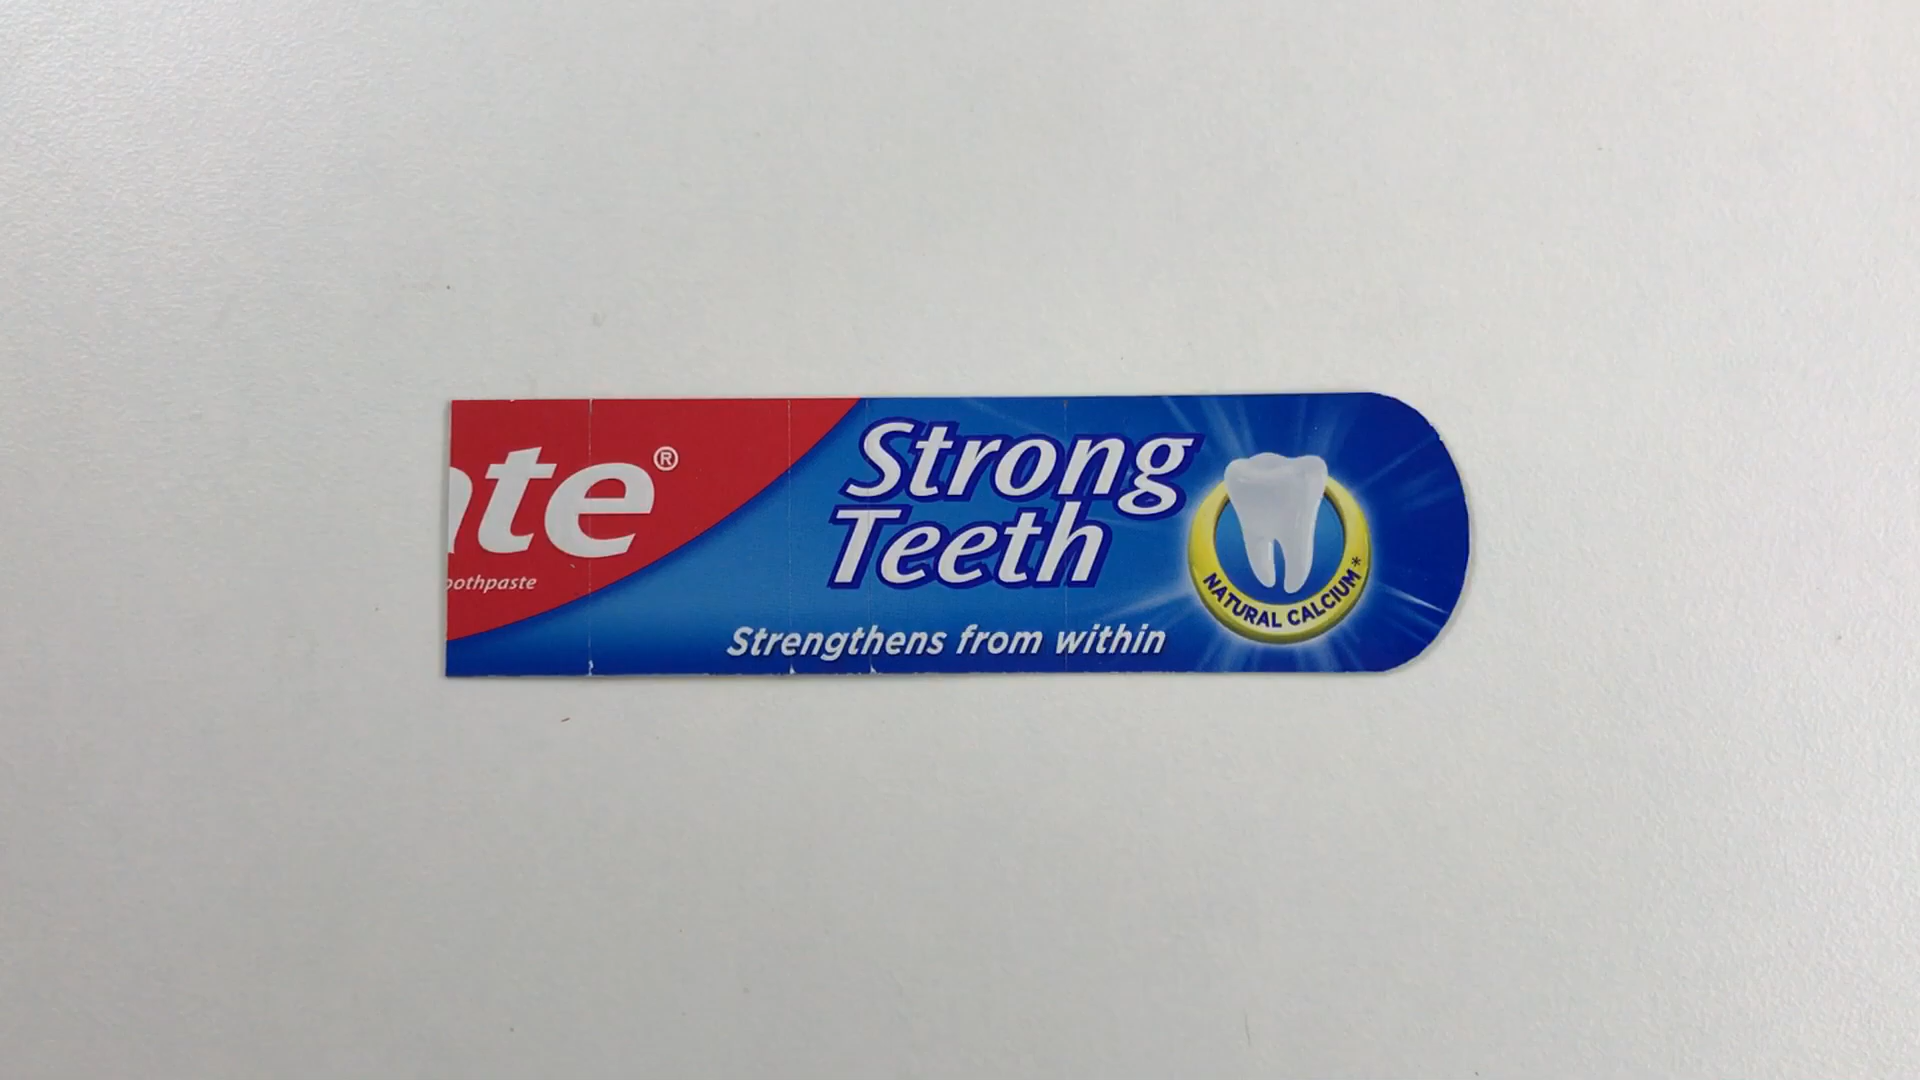 ate®
oothpaste
Strong
Teeth
Strengthens from within
NATURAL CALCIUM*